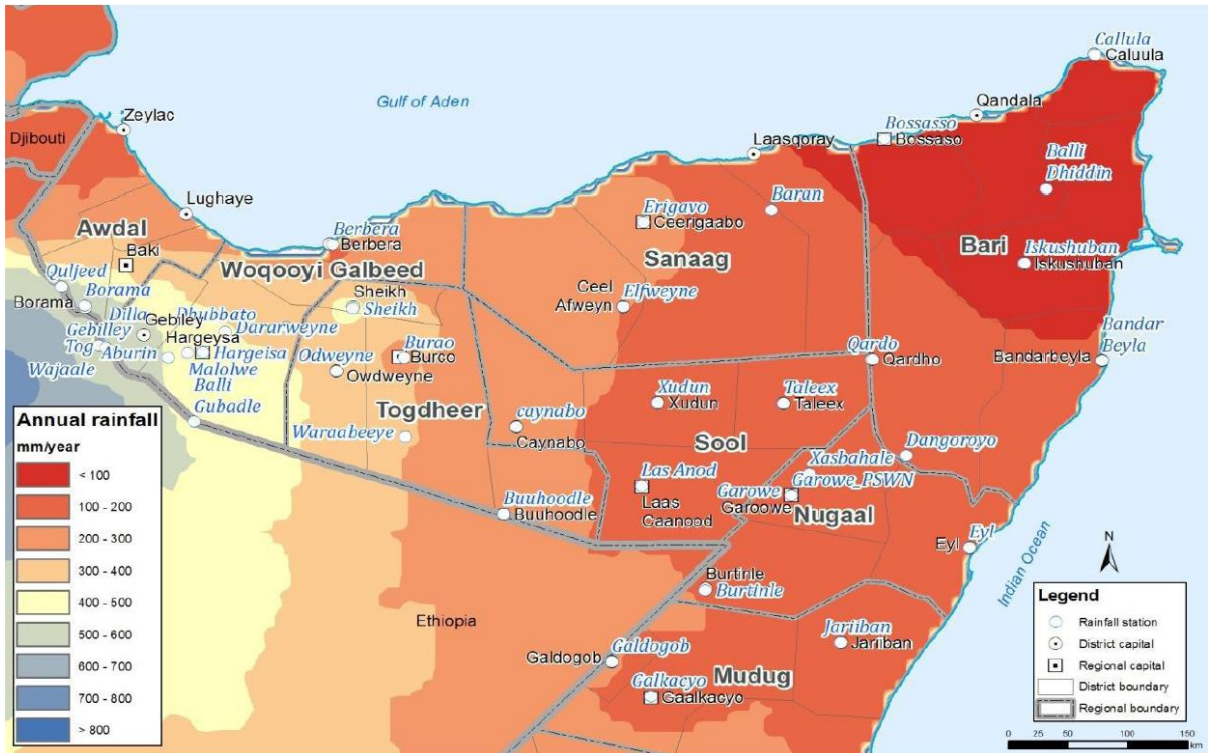 Callula
Caluula
Gulf of Aden
Qandala
Zeylac
Djibouti
Bossasso
Bossaso
Laasqoray
Balli
Dhiddin
Lughaye
Baran
Erigavo
Ceerigaabo
Awdal
Berbera
Berbera
Bari
Baki
Sanaag
Iskushuban
Iskushuban
Woqooyi Galbeed
Quljeed
Borama
Borama
Sheikh
Sheikh
Ceel
Afweyn
Elfweyne
Dilla
Dhubbato
Gebiley
Dararweyne
Gebilley
Hargeysa
Tog
Wajaale
Aburin
Hargeisa
Malolwe
Balli
Gubadle
Odweyne
Owdweyne
Burao
Burco
Qardo
Qardho
Bandar
Beyla
Bandarbeyla
Xudun
Xudun
Taleex
Taleex
Togdheer
caynabo
Caynabo
Waraabeeye
Sool
Dangoroyo
Xasbahale
Las Anod
Laas
Caanood
Garowe
Garoowe
Garowe_PSWN
Nugaal
Buuhoodle
Buuhoodle
Eyl
Eyl
Indian Ocean
Burtinle
Burtinle
Ethiopia
Jariiban
Jariiban
Galdogob
Galdogob
Mudug
Galkacyo
Gaalkacyo
Annual rainfall
mm/year
< 100
100 - 200
200 - 300
300 - 400
400 - 500
500 - 600
600 - 700
700 - 800
> 800
N
Legend
Rainfall station
District capital
Regional capital
District boundary
Regional boundary
0 25 50 100 150
km